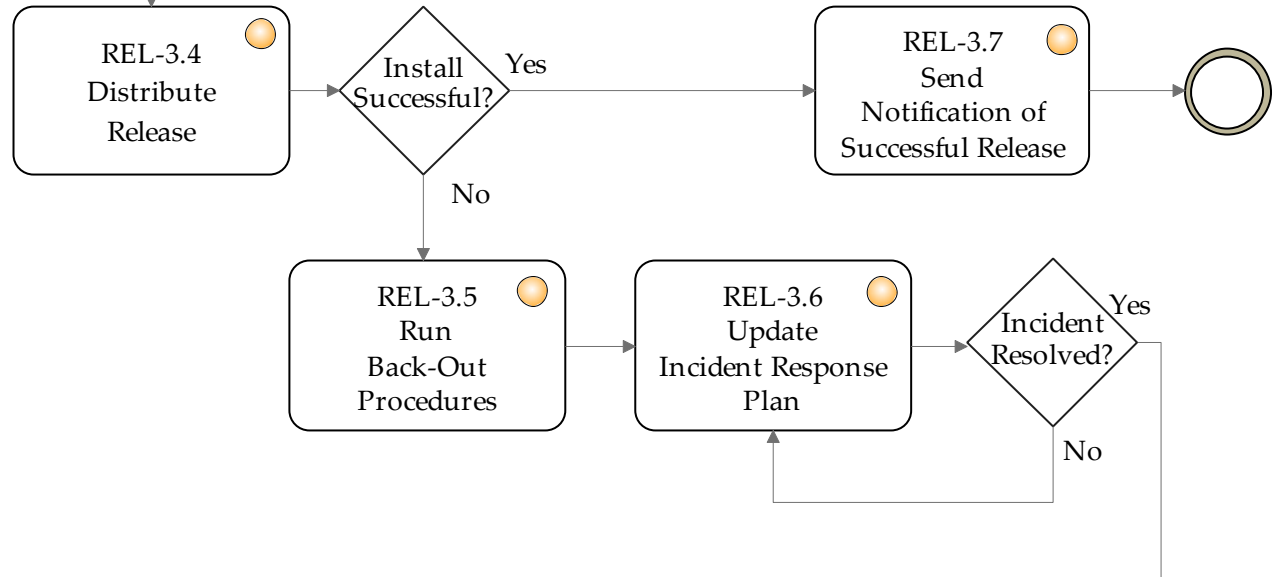 REL-3.4
Distribute
Release
Install
Successful?
Yes
REL-3.7
Send
Notification of
Successful Release
No
REL-3.5
Run
Back-Out
Procedures
REL-3.6
Update
Incident Response
Plan
Incident
Resolved?
Yes
No